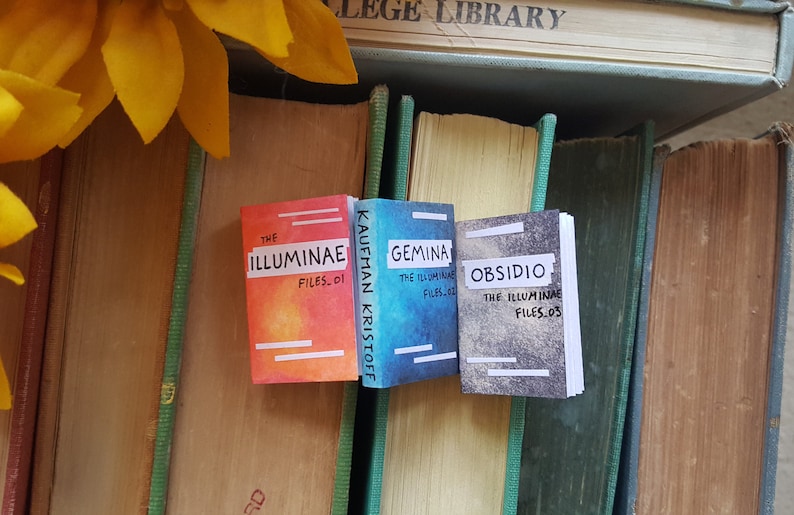 LLEGE LIBRARY
THE
ILLUMINAE
FILES_01
KAUFMAN KRISTOFF
GEMINA
THE ILLUMINAE
FILES_02
OBSIDIO
THE ILLUMINAE
FILES_03